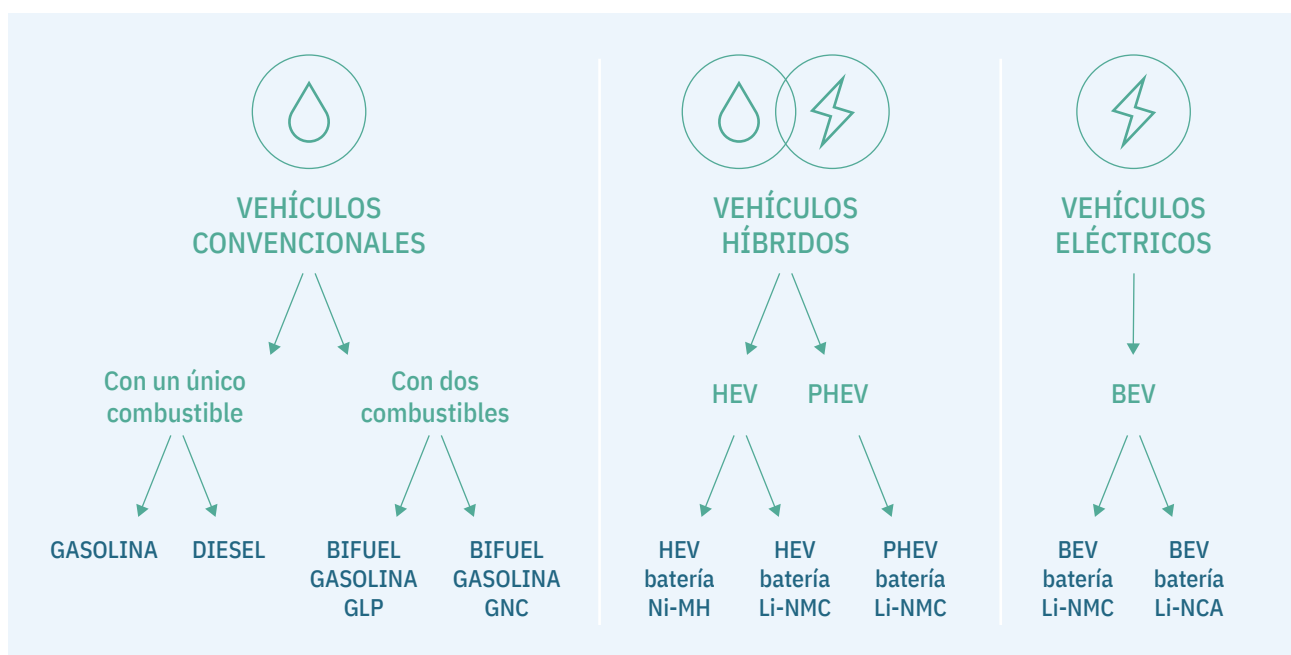 VEHÍCULOS
CONVENCIONALES
VEHÍCULOS
HÍBRIDOS
VEHÍCULOS
ELÉCTRICOS
Con un único
combustible
Con dos
combustibles
HEV
PHEV
BEV
GASOLINA
DIESEL
BIFUEL
GASOLINA
GLP
BIFUEL
GASOLINA
GNC
HEV
batería
Ni-MH
HEV
batería
Li-NMC
PHEV
batería
Li-NMC
BEV
batería
Li-NMC
BEV
batería
Li-NCA